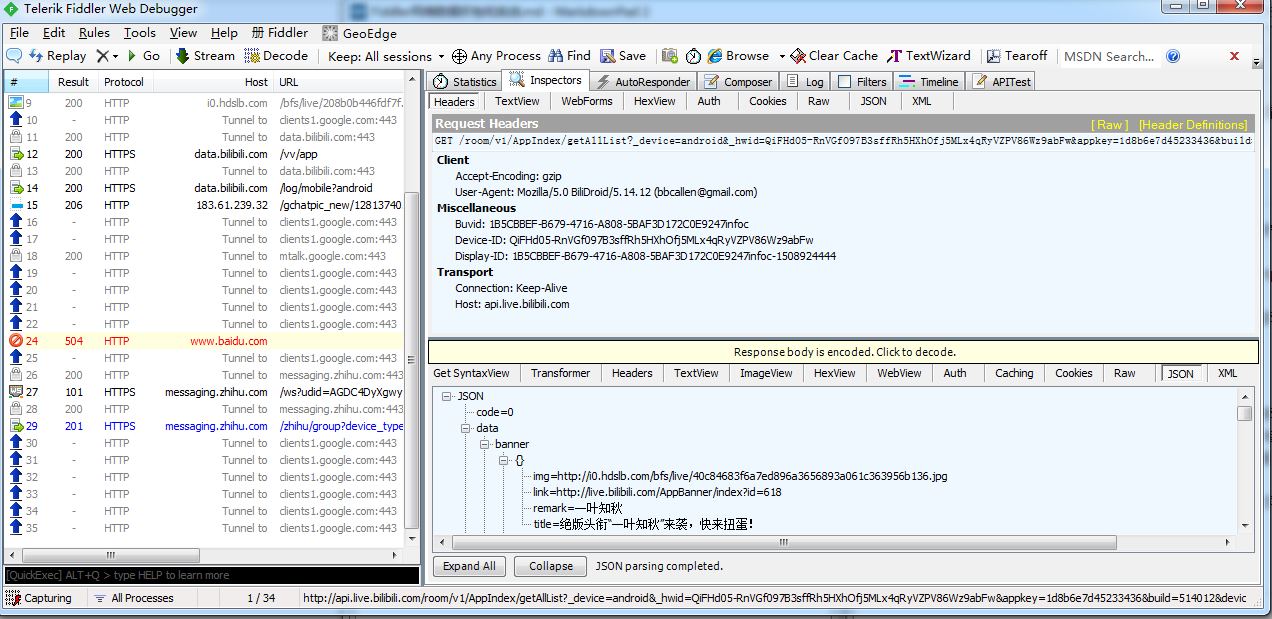 Telerik Fiddler Web Debugger
File Edit Rules Tools View Help Fiddler GeoEdge
Replay Go Stream Decode Keep: All sessions Any Process Find Save Browse Clear Cache TextWizard Tearoff MSDN Search...
# Result Protocol Host URL
9 200 HTTP i0.hdslb.com /bfs/live/208b0b446fdf7f.
10 - HTTP Tunnel to clients1.google.com:443
11 200 HTTP Tunnel to data.bilibili.com:443
12 200 HTTPS data.bilibili.com /vv/app
13 200 HTTP Tunnel to data.bilibili.com:443
14 200 HTTPS data.bilibili.com /log/mobile?android
15 206 HTTP 183.61.239.32 /gchatpic_new/12813740
16 - HTTP Tunnel to clients1.google.com:443
17 - HTTP Tunnel to clients1.google.com:443
18 200 HTTP Tunnel to mtalk.google.com:443
19 - HTTP Tunnel to clients1.google.com:443
20 - HTTP Tunnel to clients1.google.com:443
21 - HTTP Tunnel to clients1.google.com:443
22 - HTTP Tunnel to clients1.google.com:443
24 504 HTTP www.baidu.com
25 - HTTP Tunnel to clients1.google.com:443
26 200 HTTP Tunnel to messaging.zhihu.com:443
27 101 HTTPS messaging.zhihu.com /ws?udid=AGDC4DyXgwy
28 200 HTTP Tunnel to messaging.zhihu.com:443
29 201 HTTPS messaging.zhihu.com /zhihu/group?device_type
30 - HTTP Tunnel to clients1.google.com:443
31 - HTTP Tunnel to clients1.google.com:443
32 - HTTP Tunnel to clients1.google.com:443
33 - HTTP Tunnel to clients1.google.com:443
34 - HTTP Tunnel to clients1.google.com:443
35 - HTTP Tunnel to clients1.google.com:443
[QuickExec] ALT+Q > type HELP to learn more
Statistics Inspectors AutoResponder Composer Log Filters Timeline APITest
Headers TextView WebForms HexView Auth Cookies Raw JSON XML
Request Headers [ Raw ] [Header Definitions]
GET /room/v1/AppIndex/getAllList?_device=android&_hwid=QiFHd05-RnVGf097B3sffRh5HXhOfj5MLx4qRyVZPV86Wz9abFw&appkey=1d8b6e7d45233436&build=
Client
Accept-Encoding: gzip
User-Agent: Mozilla/5.0 BiliDroid/5.14.12 (bbcallen@gmail.com)
Miscellaneous
Buvid: 1B5CBBEF-B679-4716-A808-5BAF3D172C0E9247infoc
Device-ID: QiFHd05-RnVGf097B3sffRh5HXhOfj5MLx4qRyVZPV86Wz9abFw
Display-ID: 1B5CBBEF-B679-4716-A808-5BAF3D172C0E9247infoc-1508924444
Transport
Connection: Keep-Alive
Host: api.live.bilibili.com
Response body is encoded. Click to decode.
Get SyntaxView Transformer Headers TextView ImageView HexView WebView Auth Caching Cookies Raw JSON XML
JSON
code=0
data
banner
{}
img=http://i0.hdslb.com/bfs/live/40c84683f6a7ed896a3656893a061c363956b136.jpg
link=http://live.bilibili.com/AppBanner/index?id=618
remark=一叶知秋
title=绝版头衔“一叶知秋”来袭，快来扭蛋！
Expand All Collapse JSON parsing completed.
Capturing All Processes 1 / 34 http://api.live.bilibili.com/room/v1/AppIndex/getAllList?_device=android&_hwid=QiFHd05-RnVGf097B3sffRh5HXhOfj5MLx4qRyVZPV86Wz9abFw&appkey=1d8b6e7d45233436&build=514012&devic